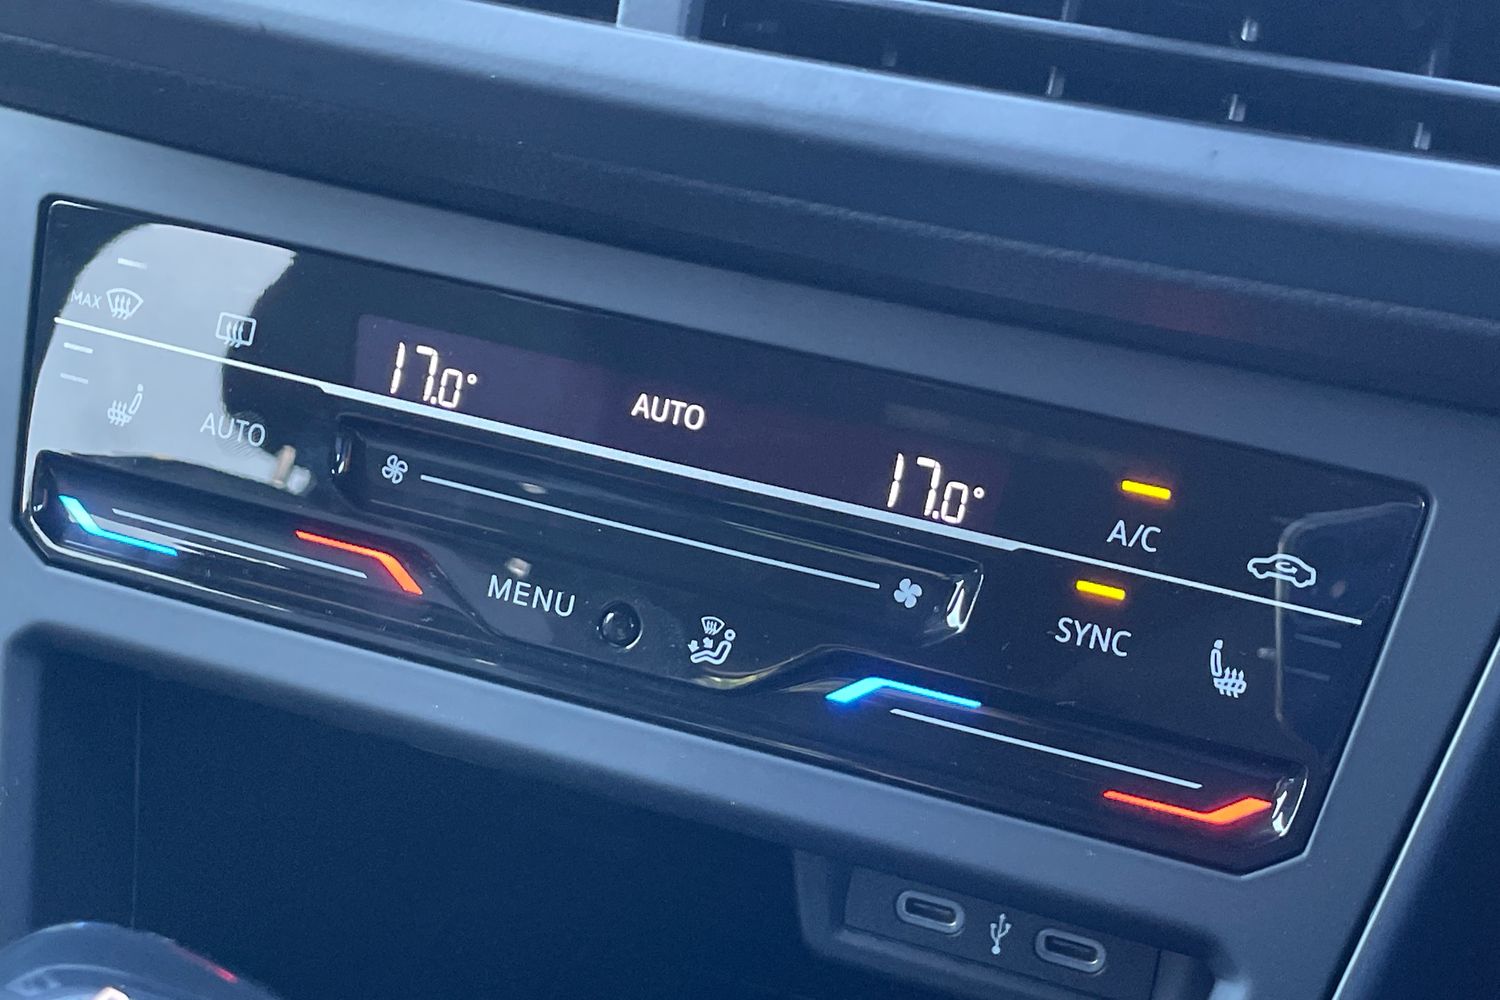 MAX
17.0°
AUTO
17.0°
A/C
AUTO
SYNC
MENU